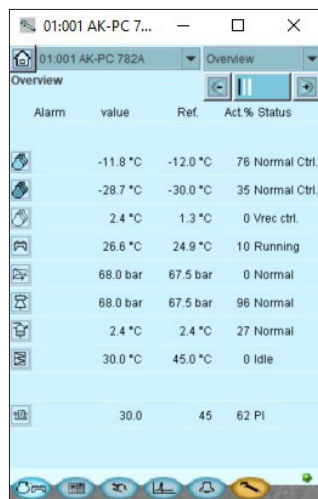 01:001 AK-PC 7...
01:001 AK-PC 782A Overview
Overview
Alarm value Ref. Act.% Status
-11.8 °C -12.0 °C 76 Normal Ctrl.
-28.7 °C -30.0 °C 35 Normal Ctrl.
2.4 °C 1.3 °C 0 Vrec ctrl.
26.6 °C 24.9 °C 10 Running
68.0 bar 67.5 bar 0 Normal
68.0 bar 67.5 bar 96 Normal
2.4 °C 2.4 °C 27 Normal
30.0 °C 45.0 °C 0 Idle
30.0 45 62 PI